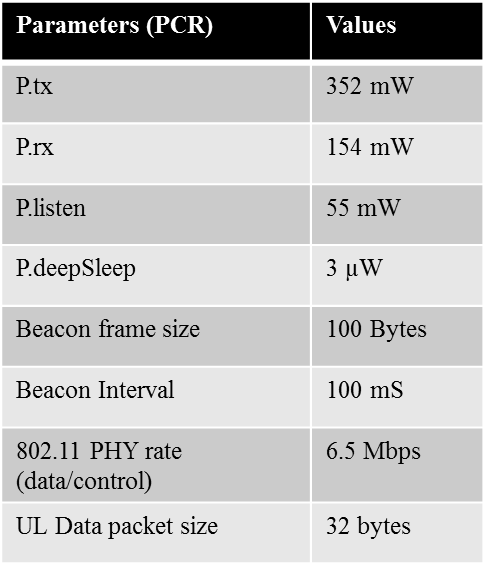 Parameters (PCR) Values
P.tx 352 mW
P.rx 154 mW
P.listen 55 mW
P.deepSleep 3 µW
Beacon frame size 100 Bytes
Beacon Interval 100 mS
802.11 PHY rate 6.5 Mbps
(data/control)
UL Data packet size 32 bytes